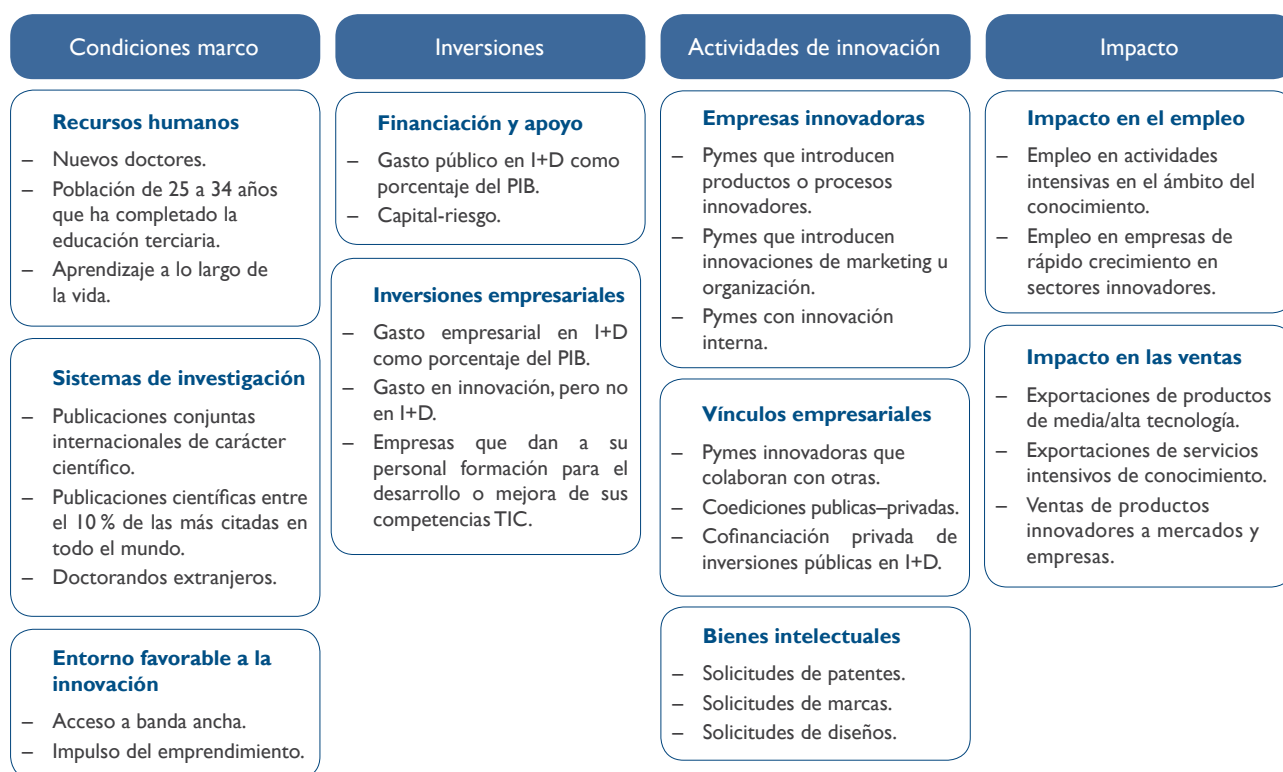 Condiciones marco
Recursos humanos
– Nuevos doctores.
– Población de 25 a 34 años
que ha completado la
educación terciaria.
– Aprendizaje a lo largo de
la vida.
Sistemas de investigación
– Publicaciones conjuntas
internacionales de carácter
científico.
– Publicaciones científicas entre
el 10 % de las más citadas en
todo el mundo.
– Doctorandos extranjeros.
Entorno favorable a la
innovación
– Acceso a banda ancha.
– Impulso del emprendimiento.
Inversiones
Financiación y apoyo
– Gasto público en I+D como
porcentaje del PIB.
– Capital-riesgo.
Inversiones empresariales
– Gasto empresarial en I+D
como porcentaje del PIB.
– Gasto en innovación, pero no
en I+D.
– Empresas que dan a su
personal formación para el
desarrollo o mejora de sus
competencias TIC.
Actividades de innovación
Empresas innovadoras
– Pymes que introducen
productos o procesos
innovadores.
– Pymes que introducen
innovaciones de marketing u
organización.
– Pymes con innovación
interna.
Vínculos empresariales
– Pymes innovadoras que
colaboran con otras.
– Coediciones publicas–privadas.
– Cofinanciación privada de
inversiones públicas en I+D.
Bienes intelectuales
– Solicitudes de patentes.
– Solicitudes de marcas.
– Solicitudes de diseños.
Impacto
Impacto en el empleo
– Empleo en actividades
intensivas en el ámbito del
conocimiento.
– Empleo en empresas de
rápido crecimiento en
sectores innovadores.
Impacto en las ventas
– Exportaciones de productos
de media/alta tecnología.
– Exportaciones de servicios
intensivos de conocimiento.
– Ventas de productos
innovadores a mercados y
empresas.